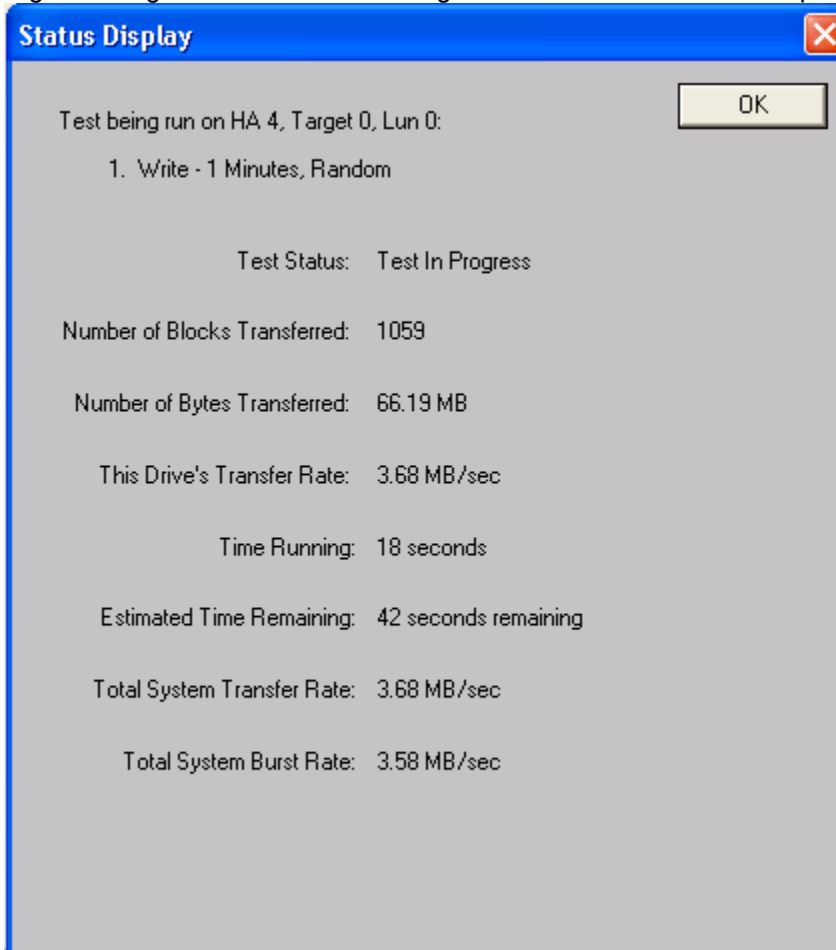 Status Display
OK
Test being run on HA 4, Target 0, Lun 0:
1. Write - 1 Minutes, Random
Test Status: Test In Progress
Number of Blocks Transferred: 1059
Number of Bytes Transferred: 66.19 MB
This Drive's Transfer Rate: 3.68 MB/sec
Time Running: 18 seconds
Estimated Time Remaining: 42 seconds remaining
Total System Transfer Rate: 3.68 MB/sec
Total System Burst Rate: 3.58 MB/sec